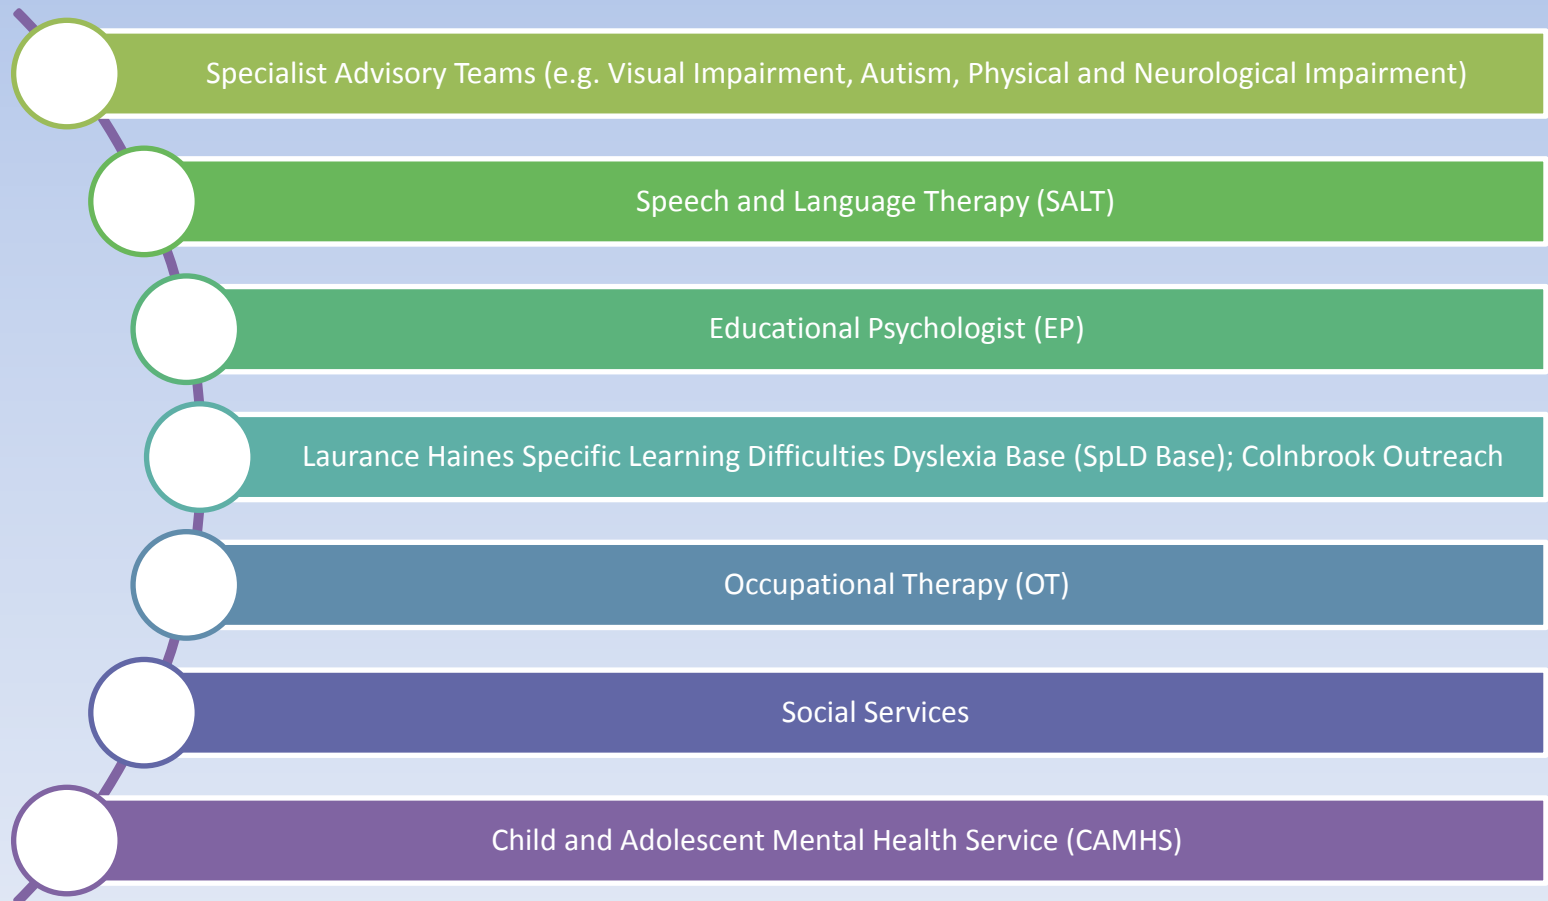 Specialist Advisory Teams (e.g. Visual Impairment, Autism, Physical and Neurological Impairment)
Speech and Language Therapy (SALT)
Educational Psychologist (EP)
Laurance Haines Specific Learning Difficulties Dyslexia Base (SpLD Base); Colnbrook Outreach
Occupational Therapy (OT)
Social Services
Child and Adolescent Mental Health Service (CAMHS)